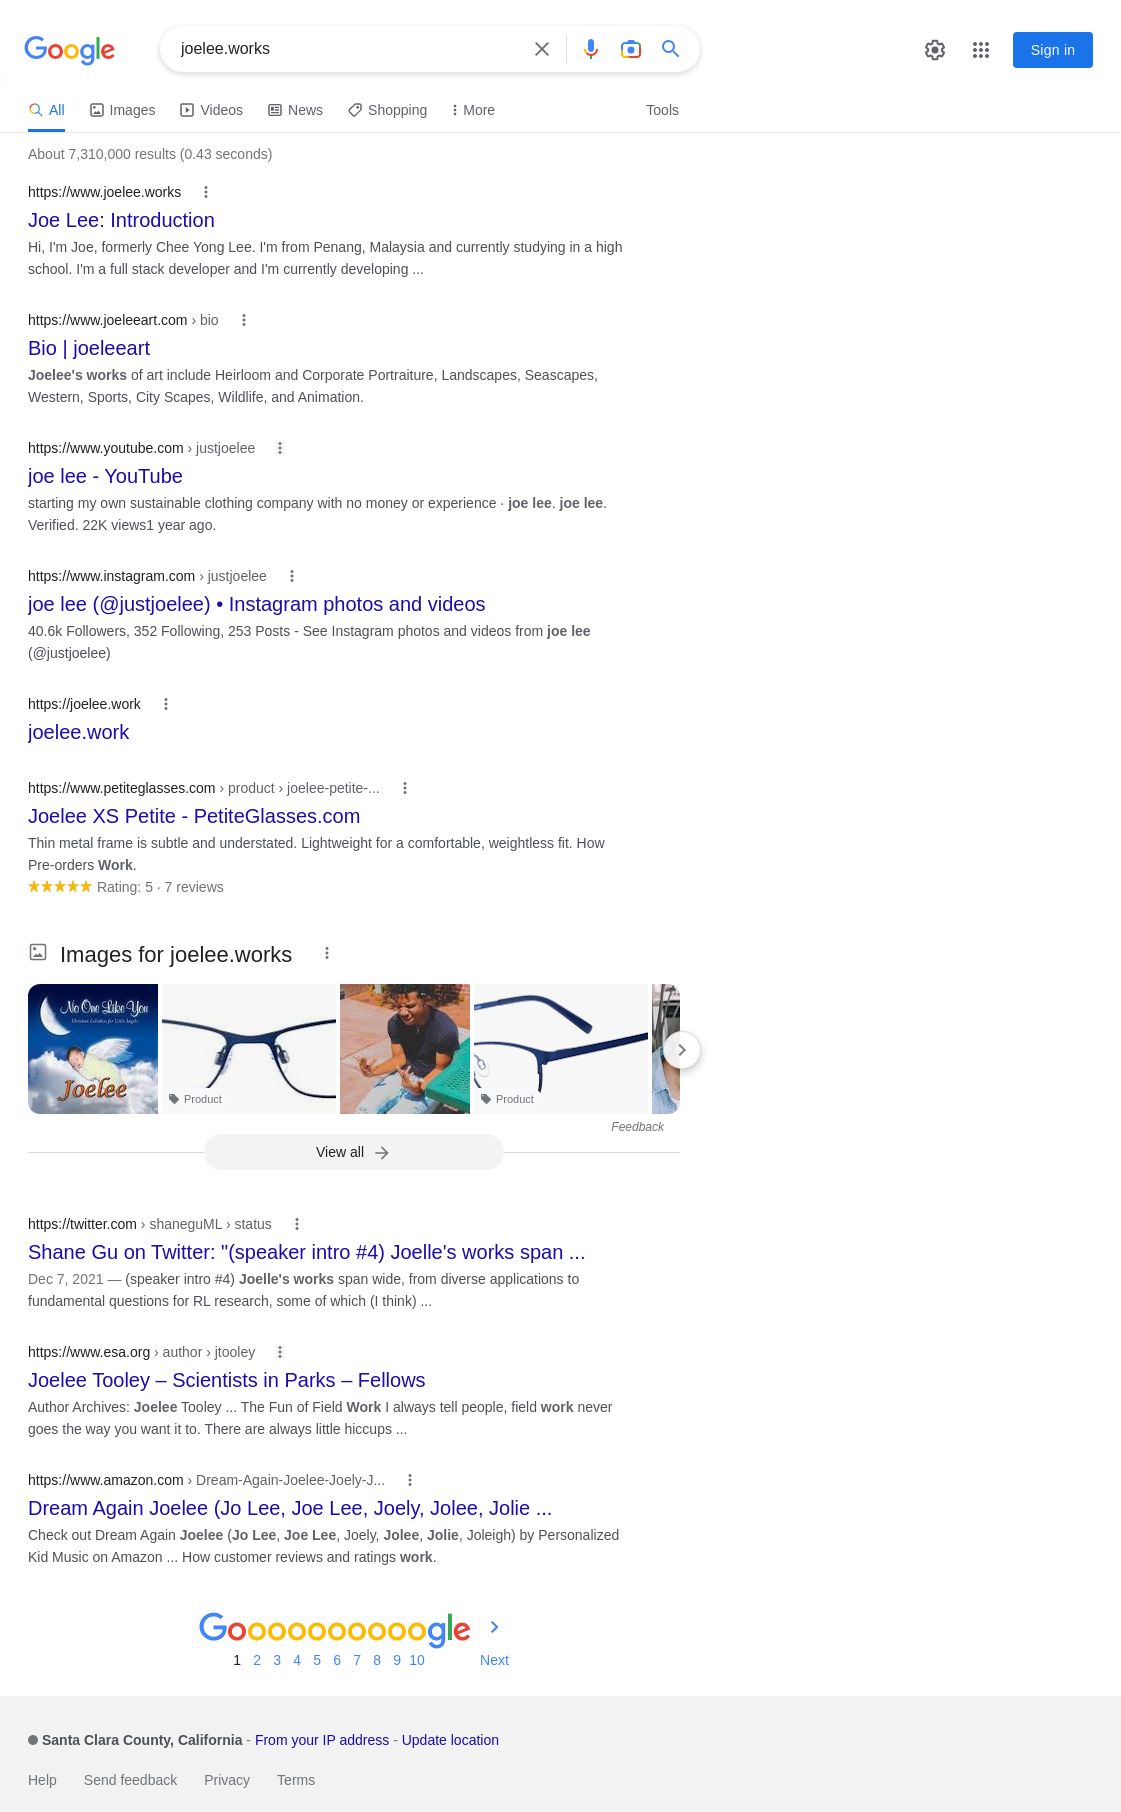 Google
joelee.works
Sign in
All
Images
Videos
News
Shopping
More
Tools
About 7,310,000 results (0.43 seconds)
https://www.joelee.works
Joe Lee: Introduction
Hi, I'm Joe, formerly Chee Yong Lee. I'm from Penang, Malaysia and currently studying in a high
school. I'm a full stack developer and I'm currently developing ...
https://www.joeleeart.com › bio
Bio | joeleeart
Joelee's works of art include Heirloom and Corporate Portraiture, Landscapes, Seascapes,
Western, Sports, City Scapes, Wildlife, and Animation.
https://www.youtube.com › justjoelee
joe lee - YouTube
starting my own sustainable clothing company with no money or experience · joe lee. joe lee.
Verified. 22K views1 year ago.
https://www.instagram.com › justjoelee
joe lee (@justjoelee) • Instagram photos and videos
40.6k Followers, 352 Following, 253 Posts - See Instagram photos and videos from joe lee
(@justjoelee)
https://joelee.work
joelee.work
https://www.petiteglasses.com › product › joelee-petite-...
Joelee XS Petite - PetiteGlasses.com
Thin metal frame is subtle and understated. Lightweight for a comfortable, weightless fit. How
Pre-orders Work.
Rating: 5 · 7 reviews
Images for joelee.works
No One Like You
Christian Lullabies for Little Angels
Joelee
Product
Product
Feedback
View all
https://twitter.com › shaneguML › status
Shane Gu on Twitter: "(speaker intro #4) Joelle's works span ...
Dec 7, 2021 — (speaker intro #4) Joelle's works span wide, from diverse applications to
fundamental questions for RL research, some of which (I think) ...
https://www.esa.org › author › jtooley
Joelee Tooley – Scientists in Parks – Fellows
Author Archives: Joelee Tooley ... The Fun of Field Work I always tell people, field work never
goes the way you want it to. There are always little hiccups ...
https://www.amazon.com › Dream-Again-Joelee-Joely-J...
Dream Again Joelee (Jo Lee, Joe Lee, Joely, Jolee, Jolie ...
Check out Dream Again Joelee (Jo Lee, Joe Lee, Joely, Jolee, Jolie, Joleigh) by Personalized
Kid Music on Amazon ... How customer reviews and ratings work.
Goooooooooogle
1 2 3 4 5 6 7 8 9 10 Next
Santa Clara County, California - From your IP address - Update location
Help Send feedback Privacy Terms